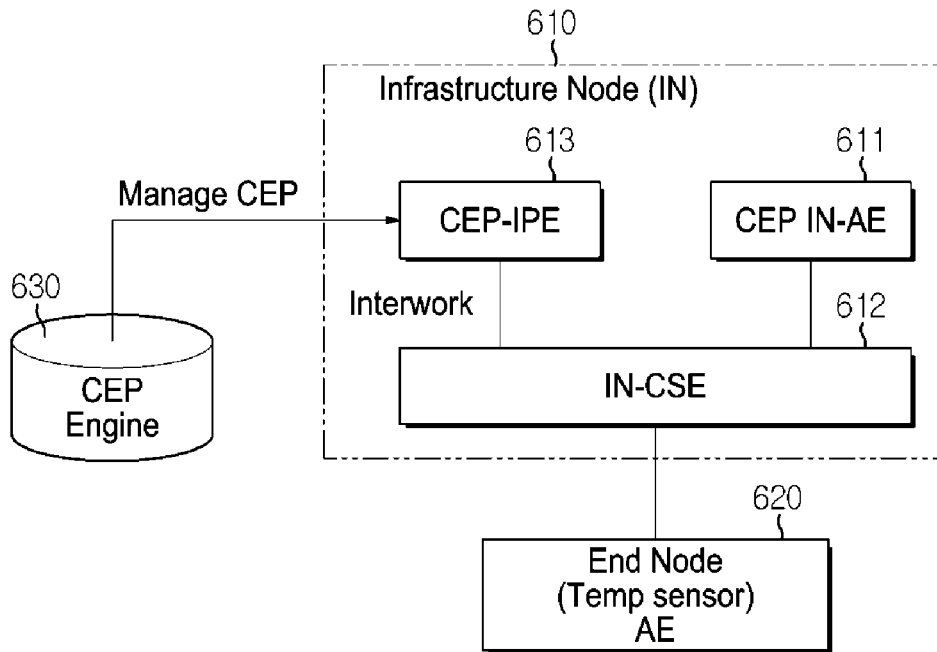 610
Infrastructure Node (IN)
613
611
Manage CEP
CEP-IPE
CEP IN-AE
630
Interwork
612
CEP
Engine
IN-CSE
620
End Node
(Temp sensor)
AE